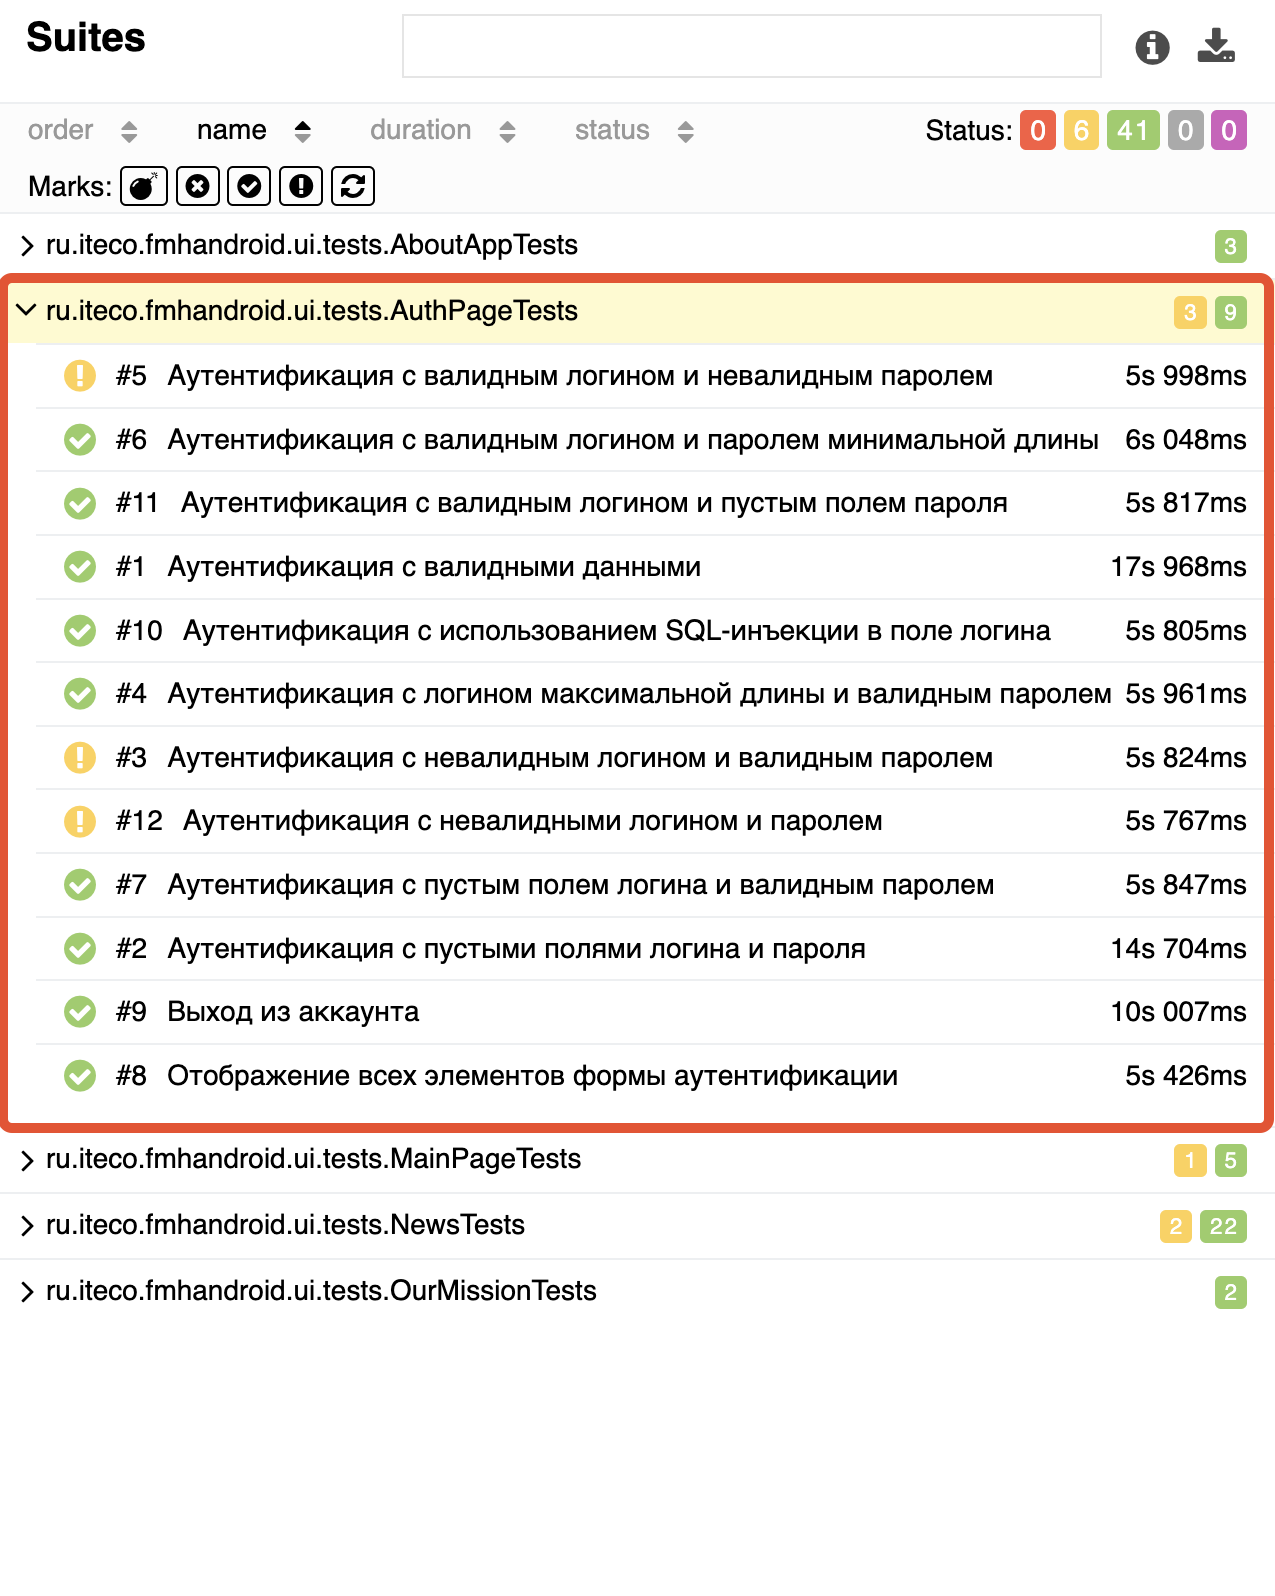 Suites
order name duration status Status: 0 6 41 0 0
Marks:
ru.iteco.fmhandroid.ui.tests.AboutAppTests 3
ru.iteco.fmhandroid.ui.tests.AuthPageTests 3 9
#5 Аутентификация с валидным логином и невалидным паролем 5s 998ms
#6 Аутентификация с валидным логином и паролем минимальной длины 6s 048ms
#11 Аутентификация с валидным логином и пустым полем пароля 5s 817ms
#1 Аутентификация с валидными данными 17s 968ms
#10 Аутентификация с использованием SQL-инъекции в поле логина 5s 805ms
#4 Аутентификация с логином максимальной длины и валидным паролем 5s 961ms
#3 Аутентификация с невалидным логином и валидным паролем 5s 824ms
#12 Аутентификация с невалидными логином и паролем 5s 767ms
#7 Аутентификация с пустым полем логина и валидным паролем 5s 847ms
#2 Аутентификация с пустыми полями логина и пароля 14s 704ms
#9 Выход из аккаунта 10s 007ms
#8 Отображение всех элементов формы аутентификации 5s 426ms
ru.iteco.fmhandroid.ui.tests.MainPageTests 1 5
ru.iteco.fmhandroid.ui.tests.NewsTests 2 22
ru.iteco.fmhandroid.ui.tests.OurMissionTests 2